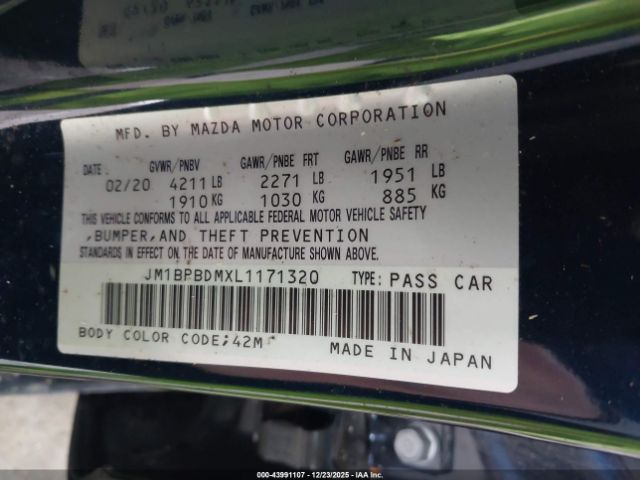 MFD. BY MAZDA MOTOR CORPORATION
DATE GVWR/PNBV GAWR/PNBE FRT GAWR/PNBE RR
02/20 4211 LB 2271 LB 1951 LB
1910 KG 1030 KG 885 KG
THIS VEHICLE CONFORMS TO ALL APPLICABLE FEDERAL MOTOR VEHICLE SAFETY
,BUMPER,AND THEFT PREVENTION
STANDARDS IN EFFECT ON THE DATE OF MANUFACTURE SHOWN ABOVE.
JM1BPBDMXL1171320 TYPE: PASS CAR
BODY COLOR CODE;42M
MADE IN JAPAN
000-43991107 - 12/23/2025 - IAAI.COM